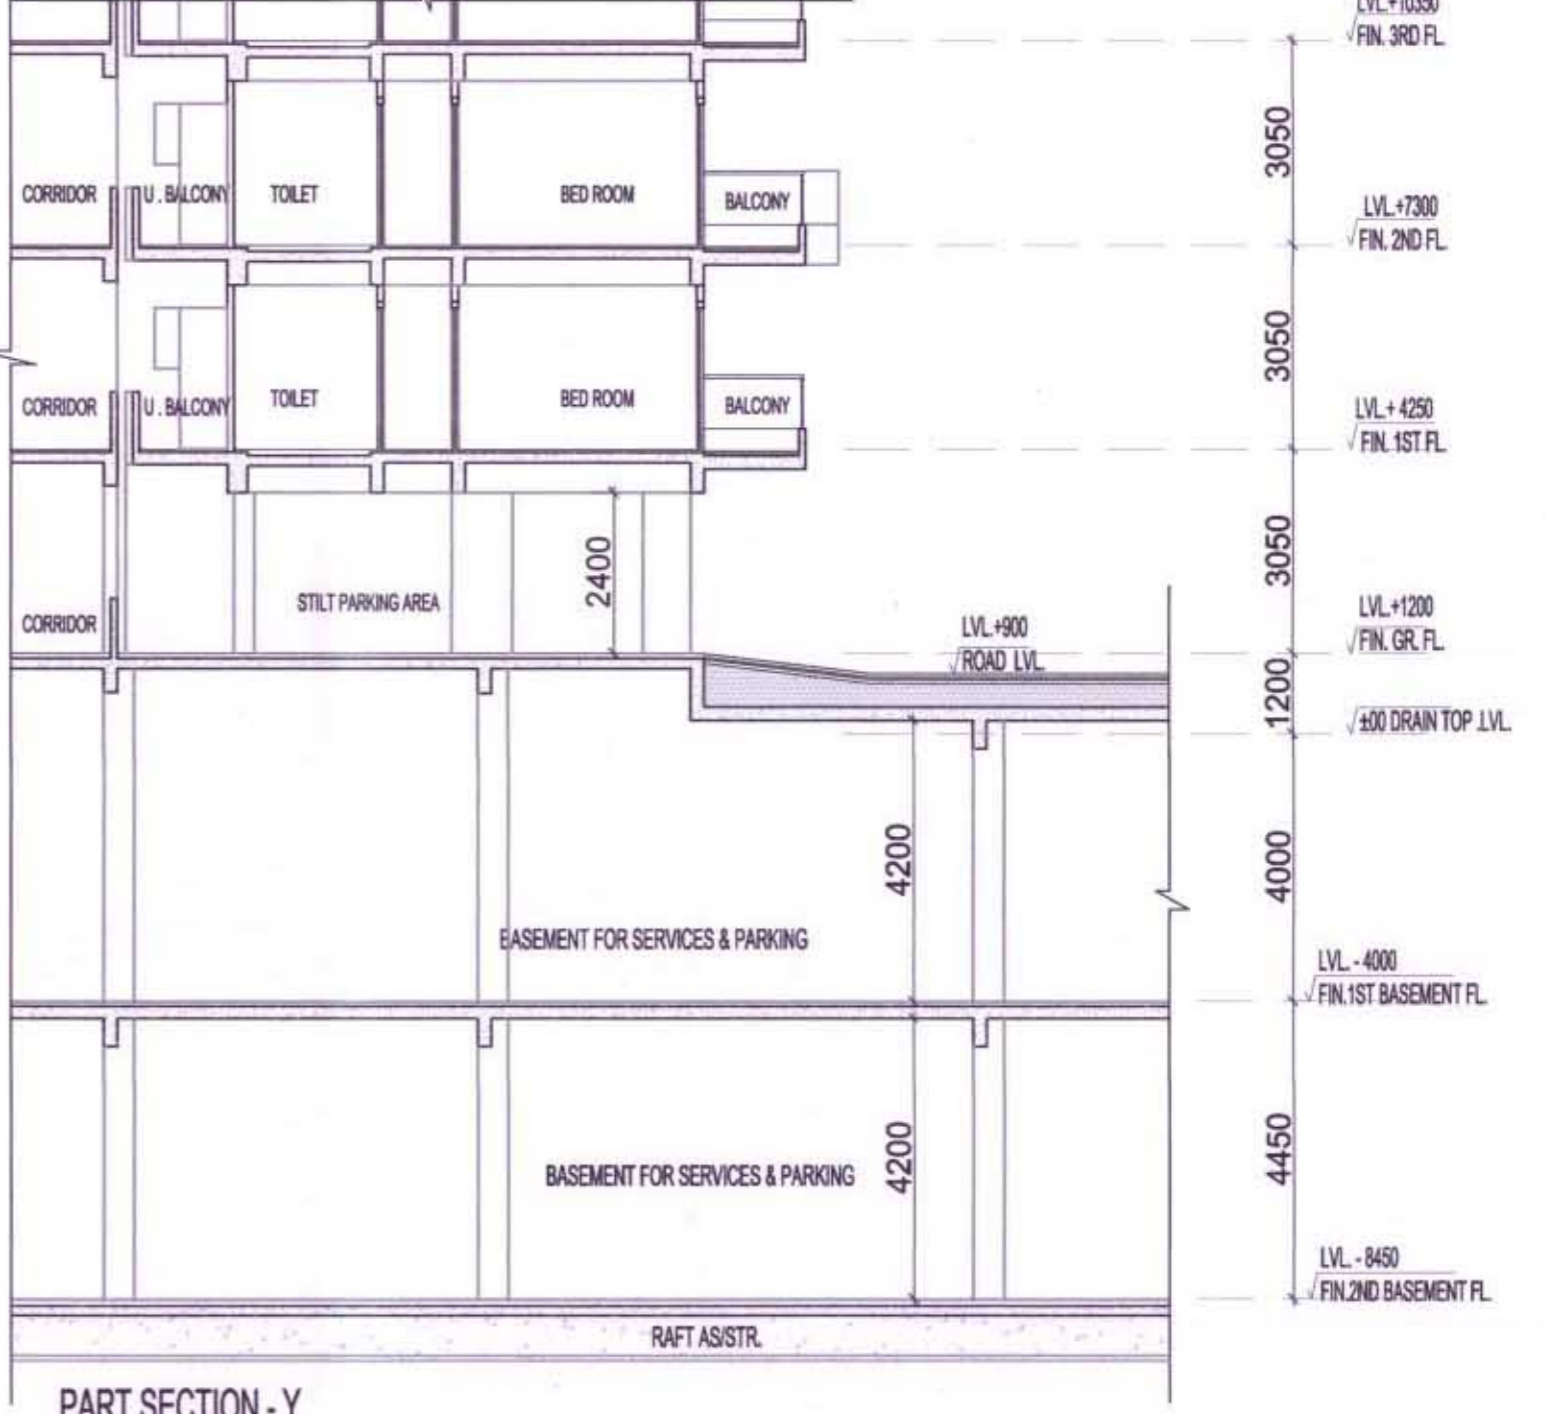 LVL.+10350
FIN. 3RD FL.
3050
CORRIDOR U. BALCONY TOILET BED ROOM BALCONY
LVL.+7300
FIN. 2ND FL.
3050
CORRIDOR U. BALCONY TOILET BED ROOM BALCONY
LVL.+ 4250
FIN. 1ST FL.
2400
3050
STILT PARKING AREA
CORRIDOR
LVL.+900
ROAD LVL.
LVL.+1200
FIN. GR. FL.
1200
±00 DRAIN TOP .LVL.
4200
4000
BASEMENT FOR SERVICES & PARKING
LVL. - 4000
FIN.1ST BASEMENT FL.
4200
4450
BASEMENT FOR SERVICES & PARKING
LVL. - 8450
FIN.2ND BASEMENT FL.
RAFT AS/STR.
PART SECTION - Y